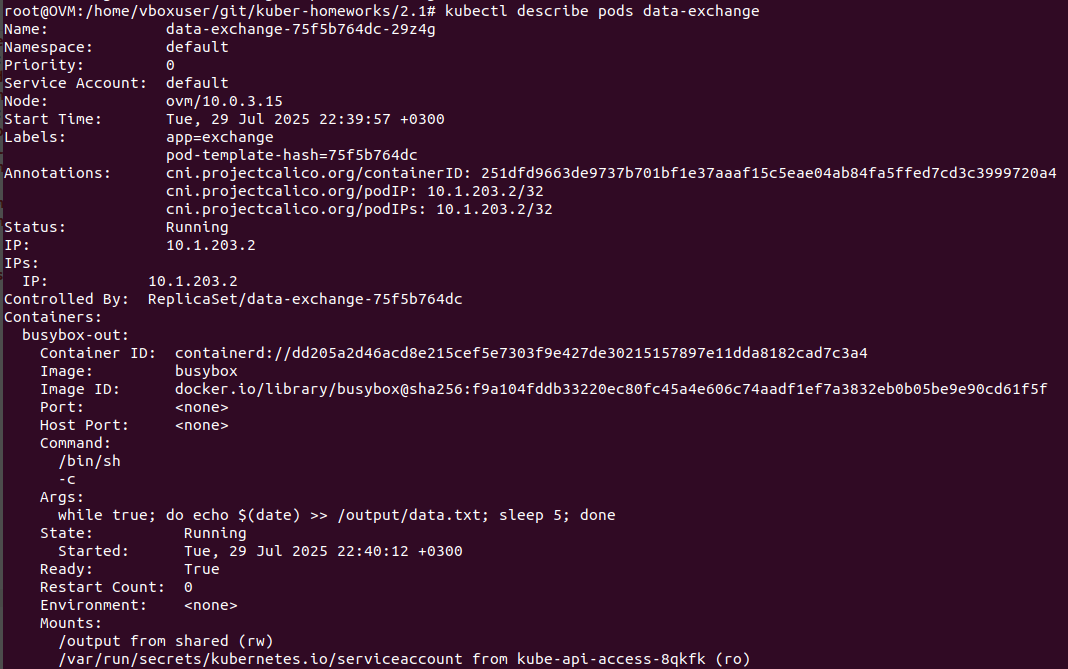 root@OVM:/home/vboxuser/git/kuber-homeworks/2.1# kubectl describe pods data-exchange
Name:             data-exchange-75f5b764dc-29z4g
Namespace:        default
Priority:         0
Service Account:  default
Node:             ovm/10.0.3.15
Start Time:       Tue, 29 Jul 2025 22:39:57 +0300
Labels:           app=exchange
                  pod-template-hash=75f5b764dc
Annotations:      cni.projectcalico.org/containerID: 251dfd9663de9737b701bf1e37aaaf15c5eae04ab84fa5ffed7cd3c3999720a4
                  cni.projectcalico.org/podIP: 10.1.203.2/32
                  cni.projectcalico.org/podIPs: 10.1.203.2/32
Status:           Running
IP:               10.1.203.2
IPs:
  IP:           10.1.203.2
Controlled By:  ReplicaSet/data-exchange-75f5b764dc
Containers:
  busybox-out:
    Container ID:  containerd://dd205a2d46acd8e215cef5e7303f9e427de30215157897e11dda8182cad7c3a4
    Image:         busybox
    Image ID:      docker.io/library/busybox@sha256:f9a104fddb33220ec80fc45a4e606c74aadf1ef7a3832eb0b05be9e90cd61f5f
    Port:          <none>
    Host Port:     <none>
    Command:
      /bin/sh
      -c
    Args:
      while true; do echo $(date) >> /output/data.txt; sleep 5; done
    State:          Running
      Started:      Tue, 29 Jul 2025 22:40:12 +0300
    Ready:          True
    Restart Count:  0
    Environment:    <none>
    Mounts:
      /output from shared (rw)
      /var/run/secrets/kubernetes.io/serviceaccount from kube-api-access-8qkfk (ro)